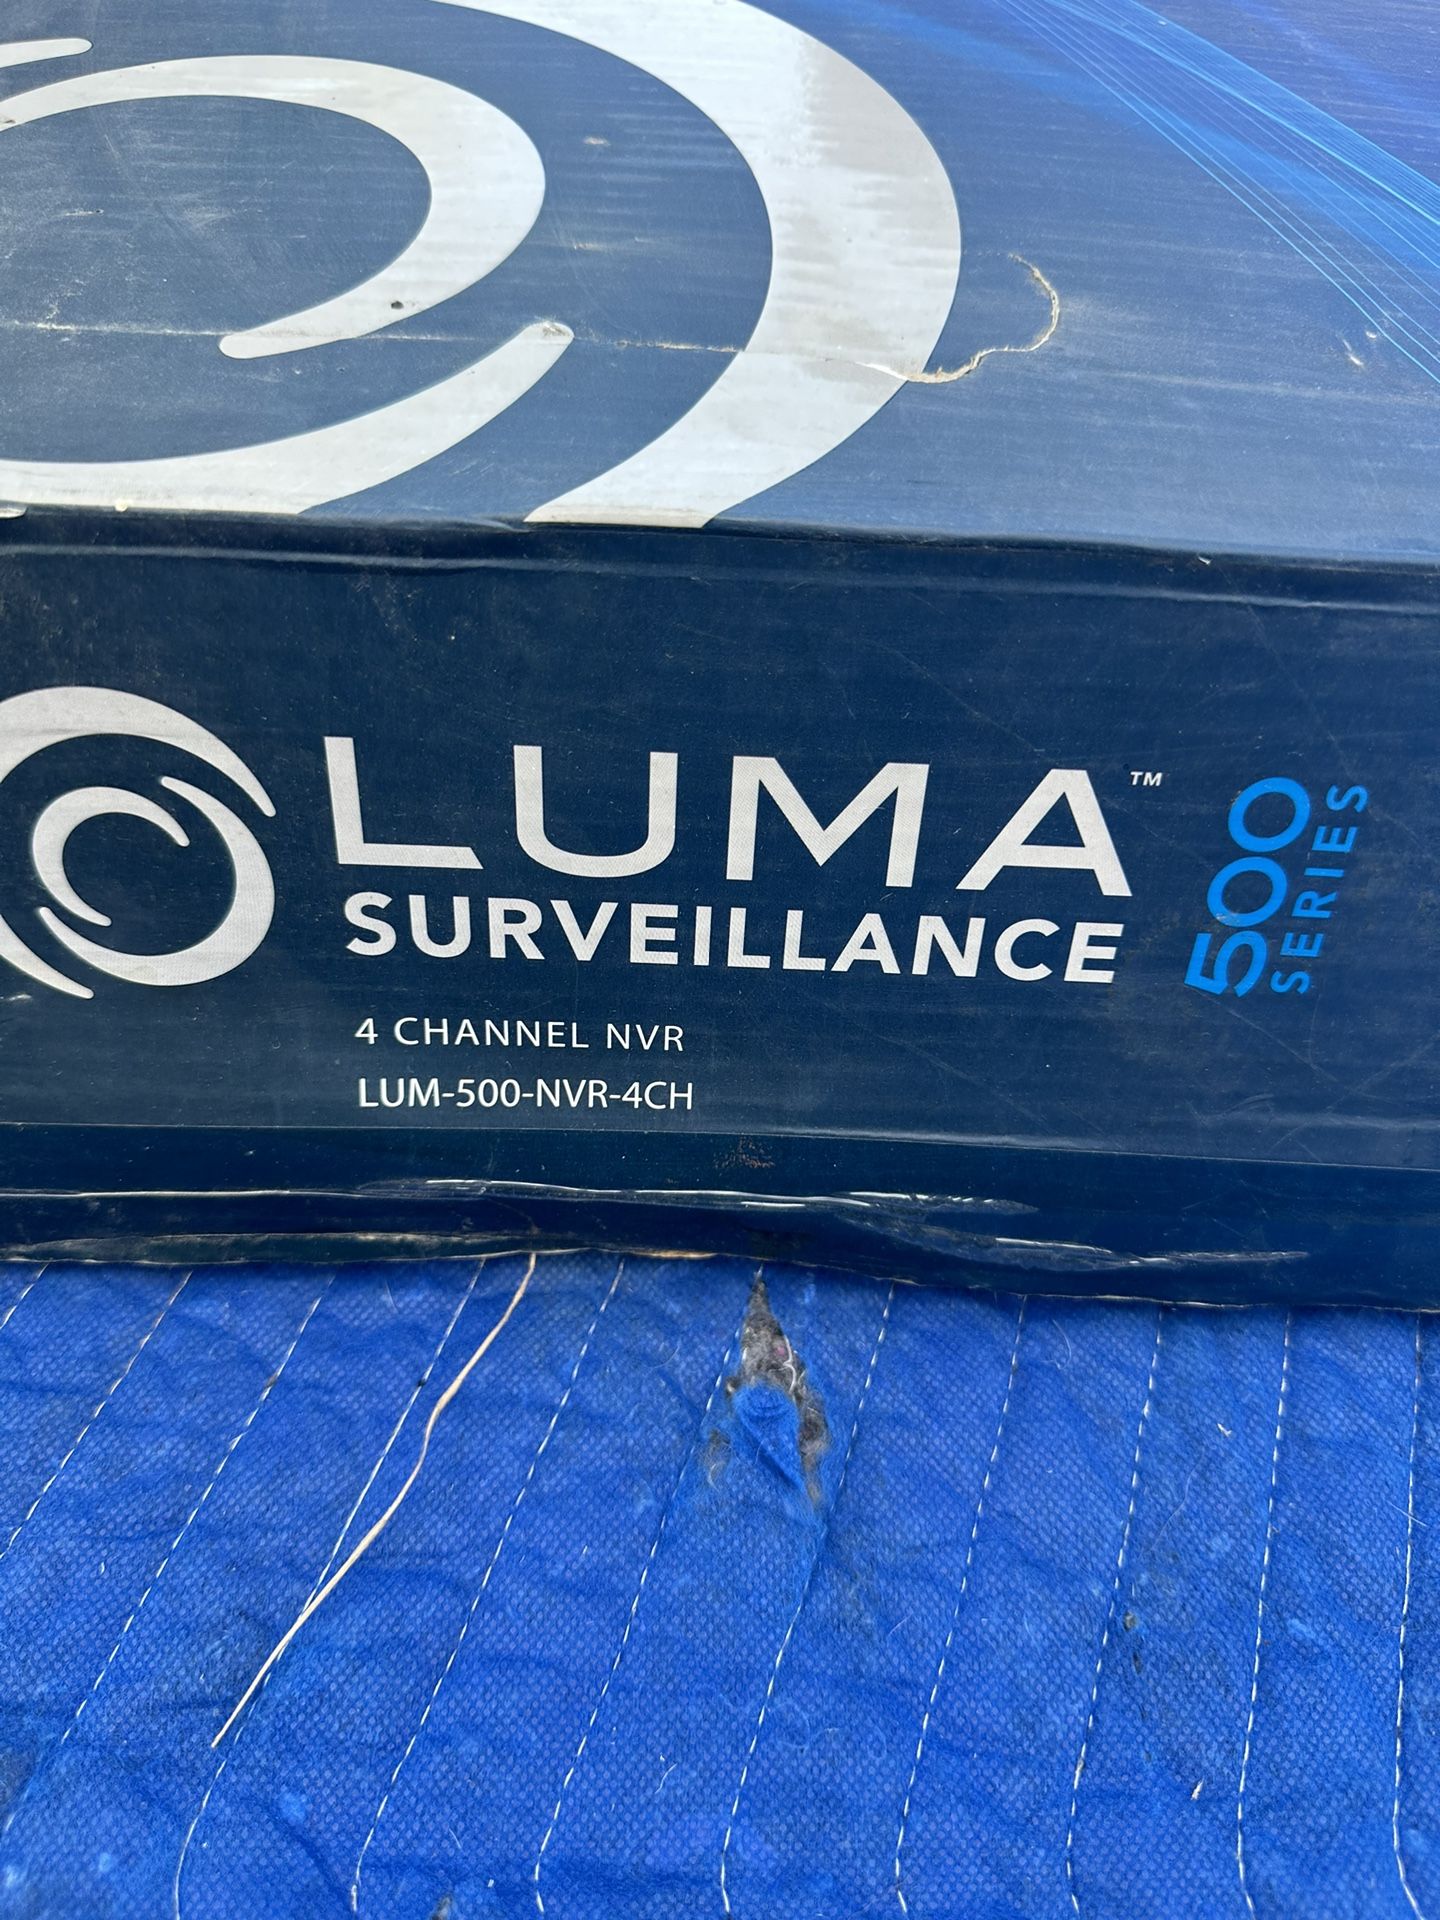 LUMA™
SURVEILLANCE
500
SERIES
4 CHANNEL NVR
LUM-500-NVR-4CH